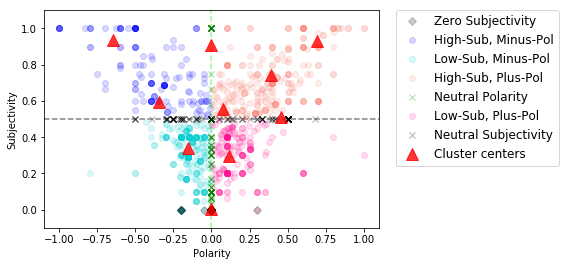 1.0
0.8
0.6
0.4
0.2
0.0
Subjectivity
−1.00 −0.75 −0.50 −0.25 0.00 0.25 0.50 0.75 1.00
Polarity
Zero Subjectivity
High-Sub, Minus-Pol
Low-Sub, Minus-Pol
High-Sub, Plus-Pol
Neutral Polarity
Low-Sub, Plus-Pol
Neutral Subjectivity
Cluster centers